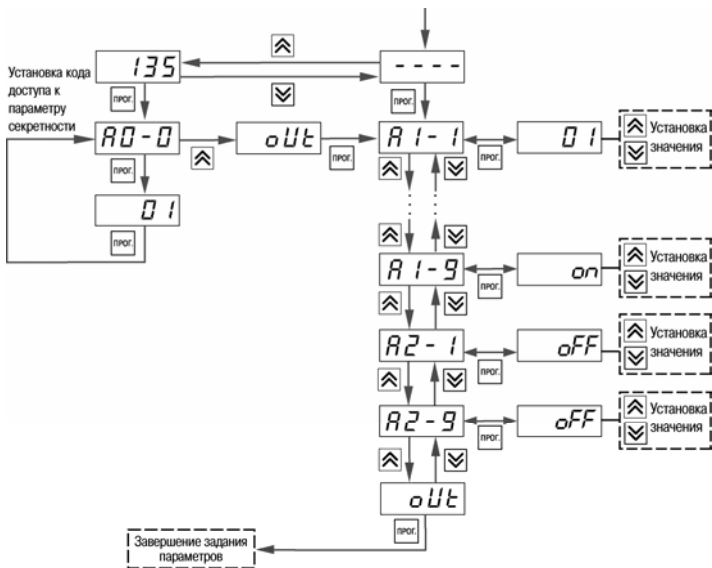 135
- - - -
Установка кода
доступа к
параметру
секретности
ПРОГ.
ПРОГ.
A0-0
oUt
A1-1
01
Установка
значения
ПРОГ.
ПРОГ.
ПРОГ.
01
ПРОГ.
A1-9
on
Установка
значения
ПРОГ.
A2-1
oFF
Установка
значения
ПРОГ.
A2-9
oFF
Установка
значения
ПРОГ.
oUt
ПРОГ.
Завершение задания
параметров